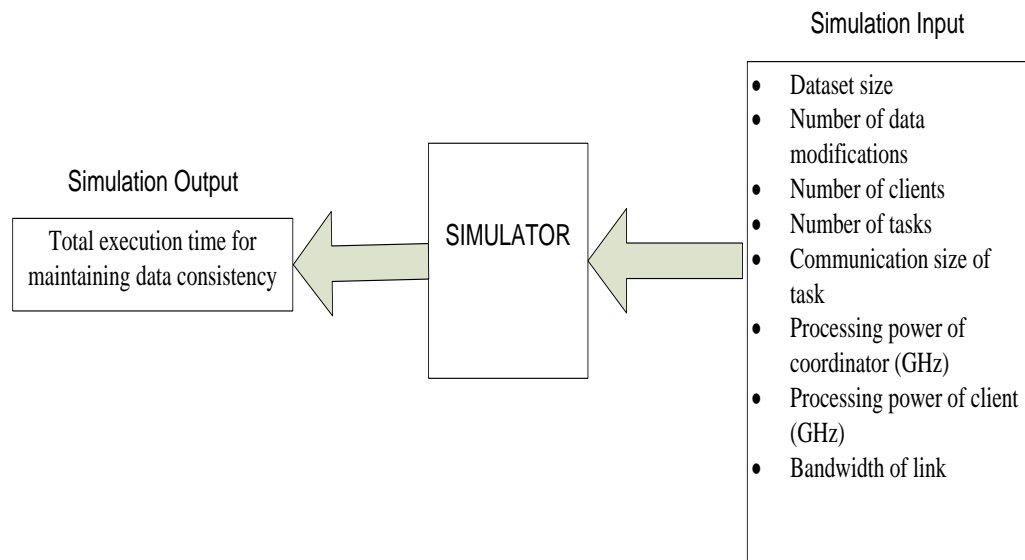 Simulation Input
• Dataset size
• Number of data
modifications
• Number of clients
• Number of tasks
• Communication size of
task
• Processing power of
coordinator (GHz)
• Processing power of client
(GHz)
• Bandwidth of link
SIMULATOR
Simulation Output
Total execution time for
maintaining data consistency